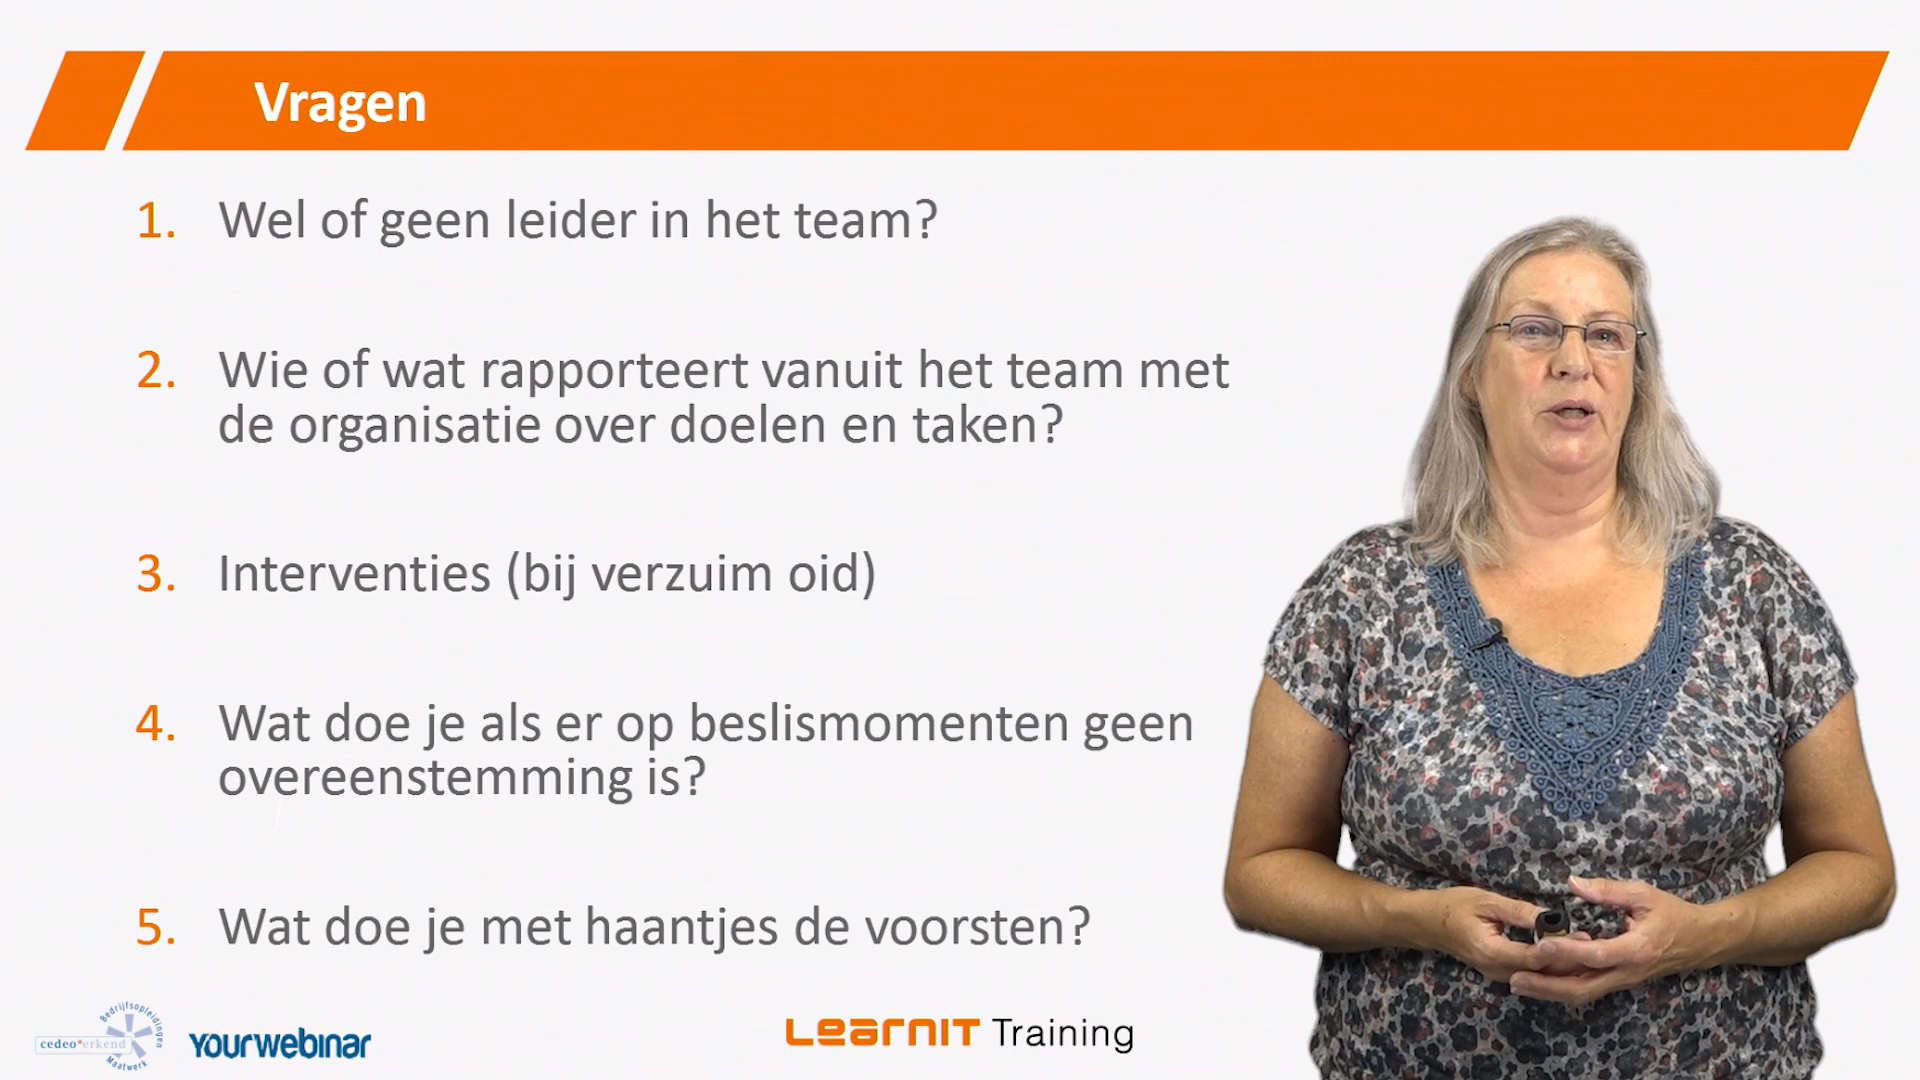 Vragen
1. Wel of geen leider in het team?
2. Wie of wat rapporteert vanuit het team met
de organisatie over doelen en taken?
3. Interventies (bij verzuim oid)
4. Wat doe je als er op beslismomenten geen
overeenstemming is?
5. Wat doe je met haantjes de voorsten?
Bedrijfsopleidingen
cedeo*erkend
Maatwerk
YOURWEBINAR
LEARNIT Training